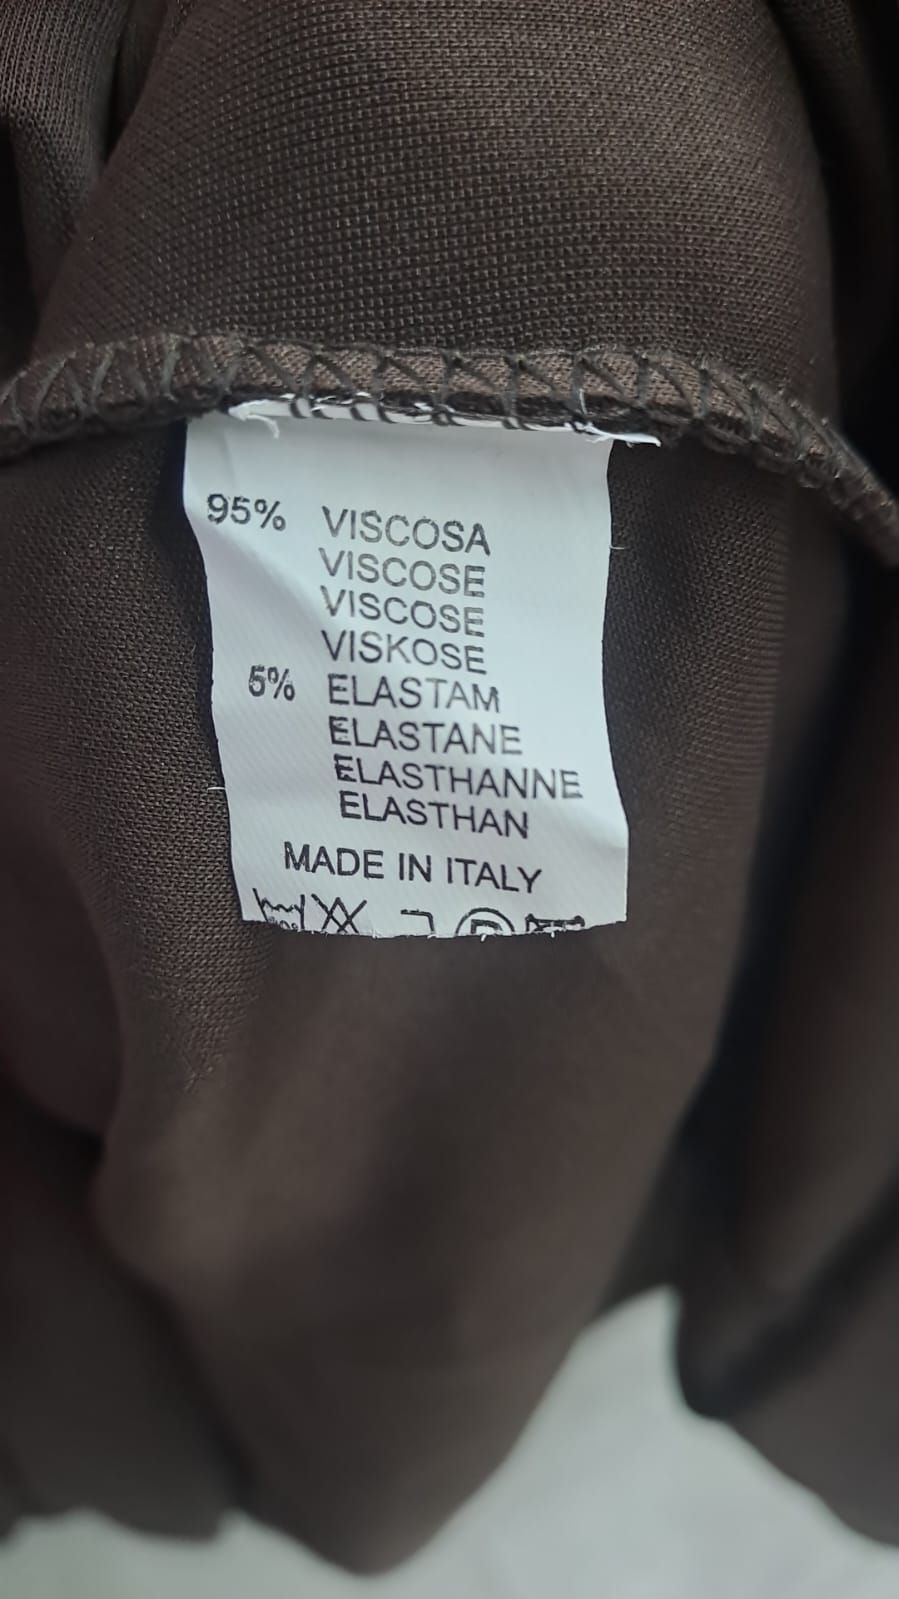 95% VISCOSA
VISCOSE
VISCOSE
VISKOSE
5% ELASTAM
ELASTANE
ELASTHANNE
ELASTHAN
MADE IN ITALY